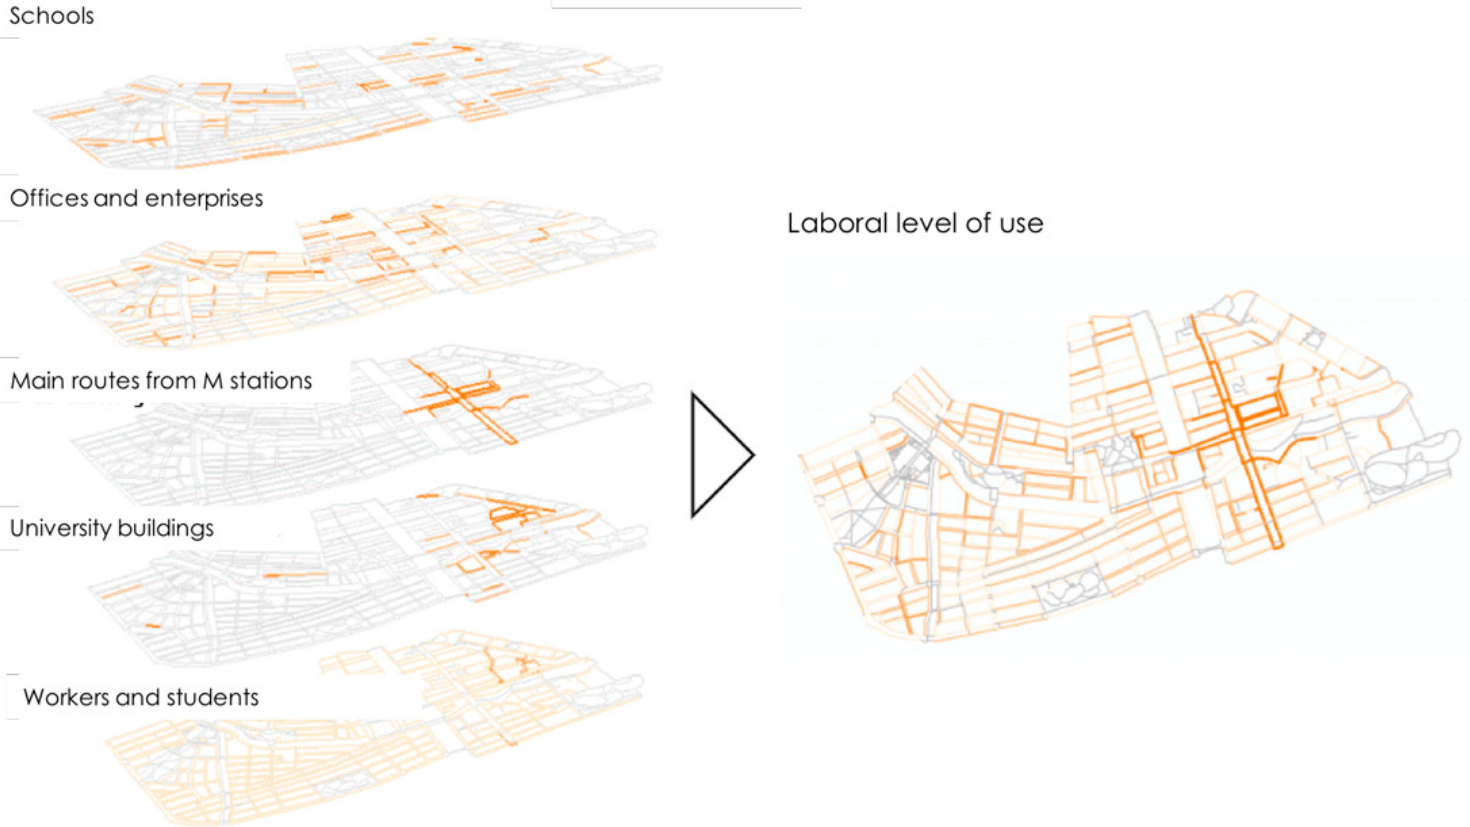 Schools
Offices and enterprises
Laboral level of use
Main routes from M stations
University buildings
Workers and students